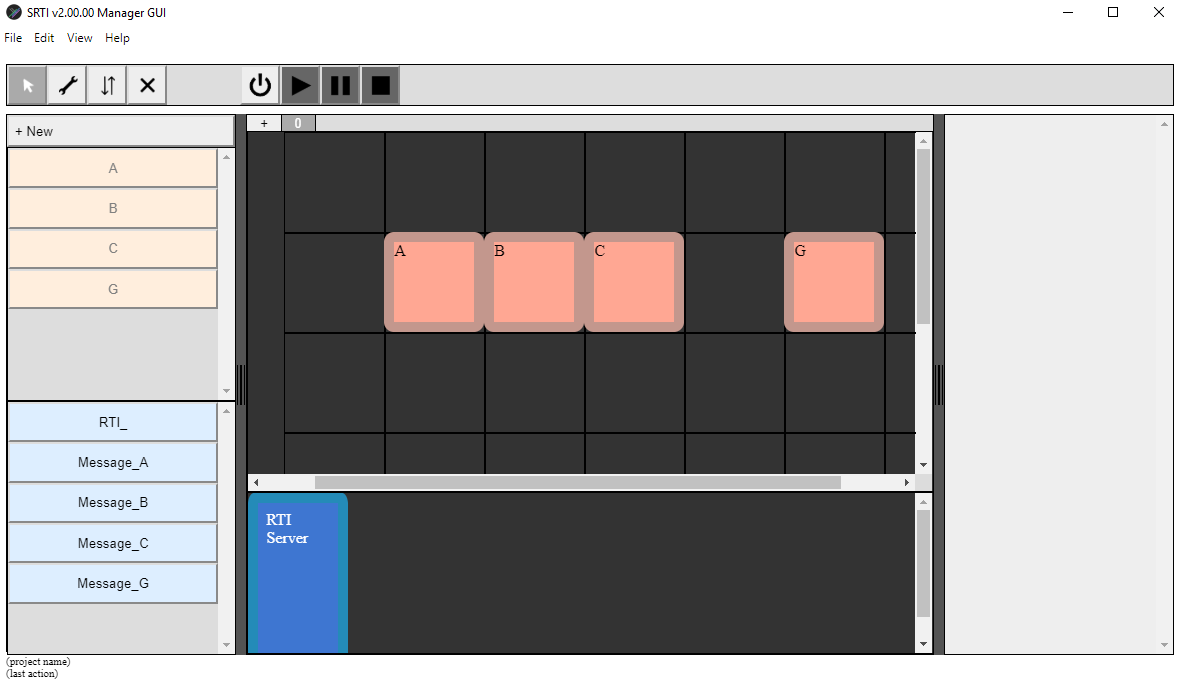 SRTI v2.00.00 Manager GUI
File Edit View Help
+ New
A
B
C
G
RTI_
Message_A
Message_B
Message_C
Message_G
+ 0
A B C G
RTI
Server
(project name)
(last action)